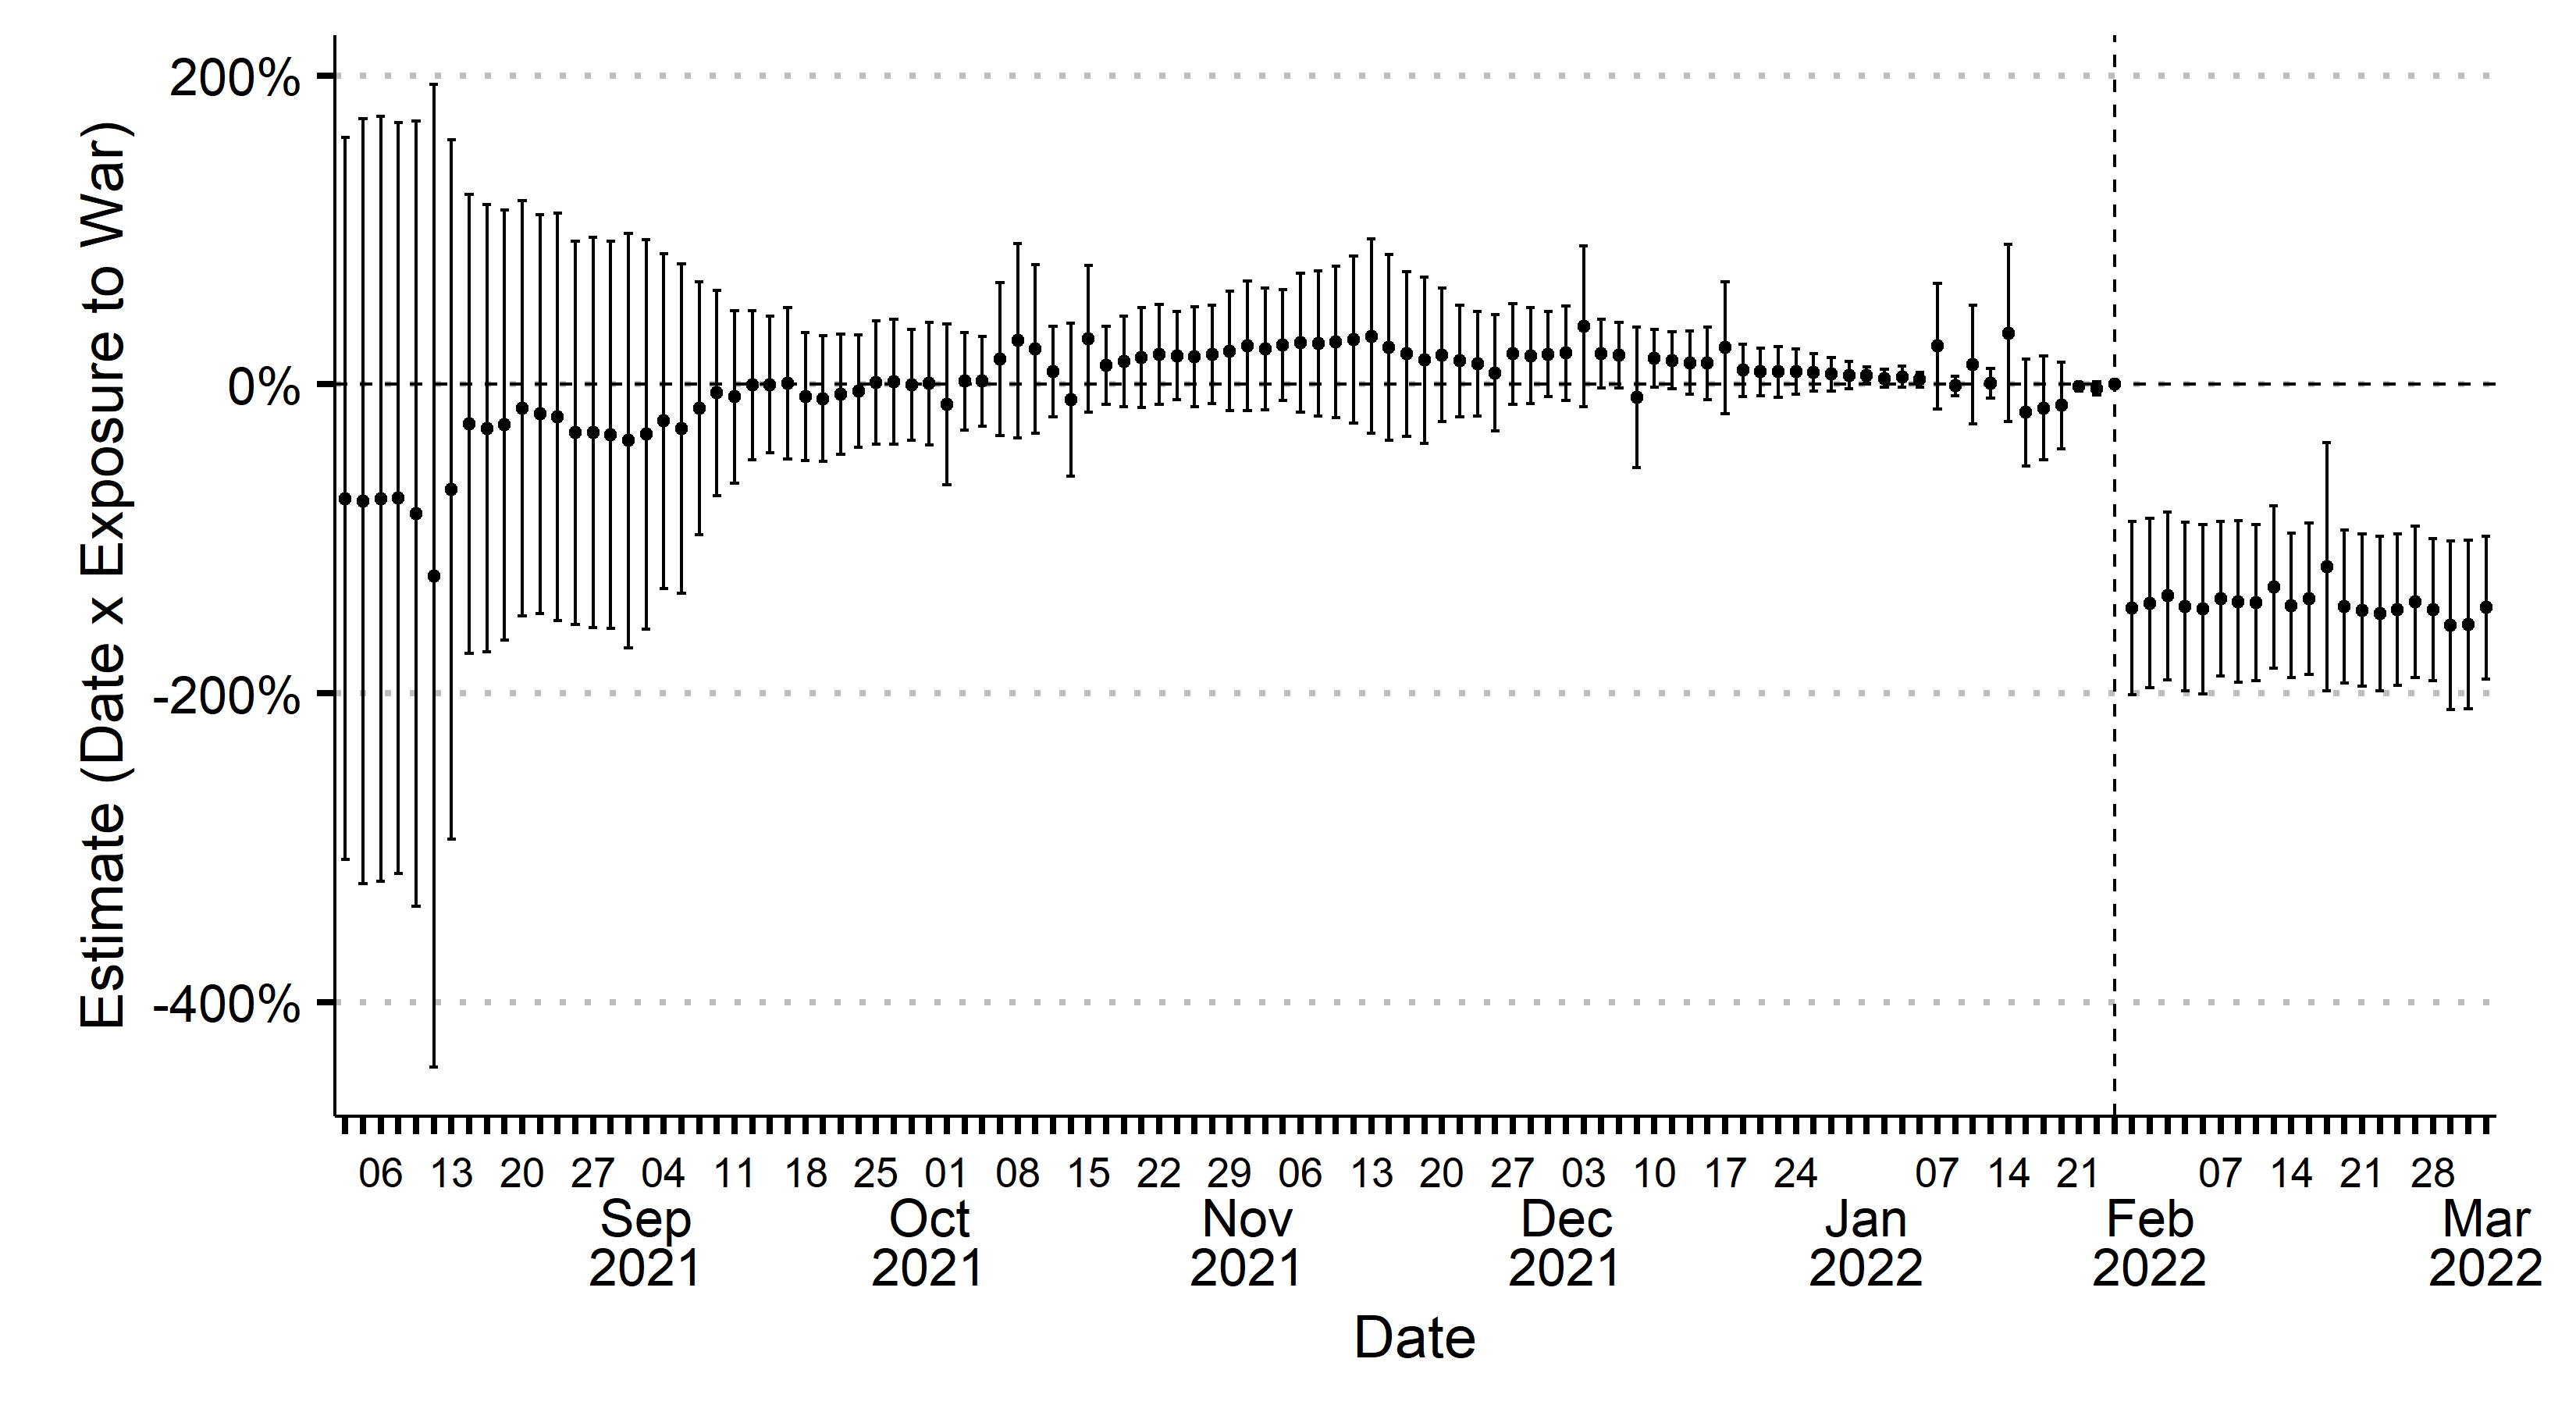 Estimate (Date x Exposure to War)
200%
0%
-200%
-400%
06 13 20 27 04 11 18 25 01 08 15 22 29 06 13 20 27 03 10 17 24 07 14 21 07 14 21 28
Sep Oct Nov Dec Jan Feb Mar
2021 2021 2021 2021 2022 2022 2022
Date